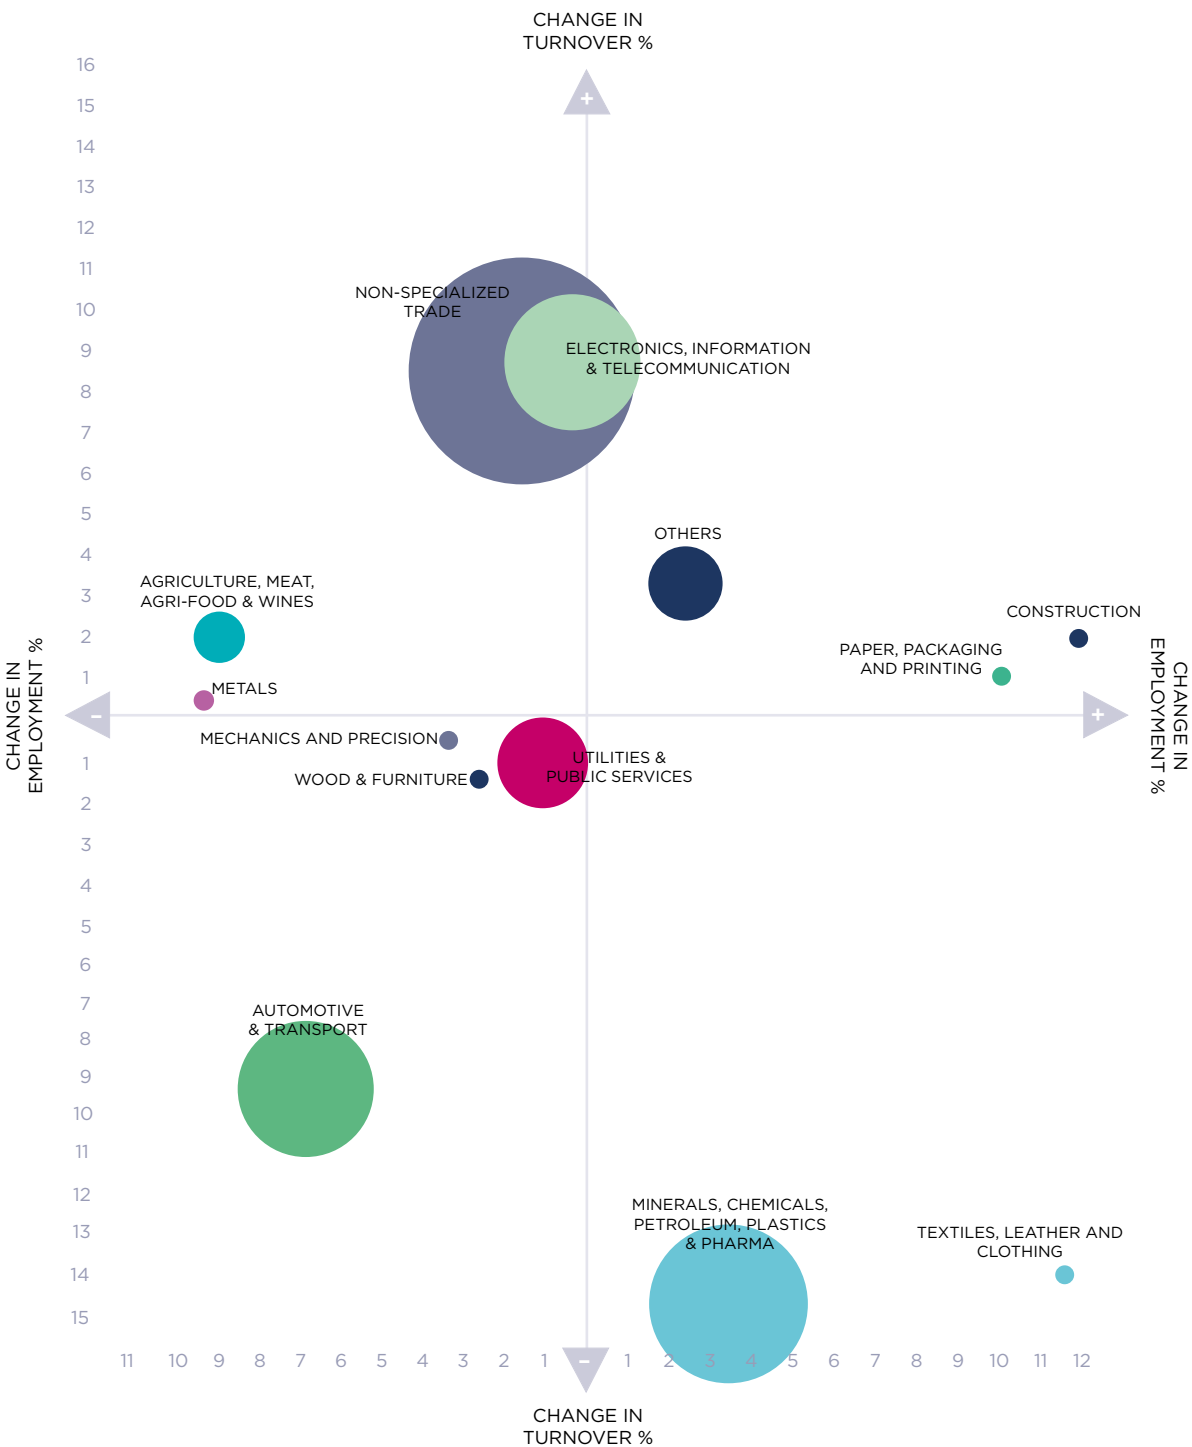 CHANGE IN
TURNOVER %
16
15
14
13
12
11
10
9
8
7
6
5
4
3
2
1
1
2
3
4
5
6
7
8
9
10
11
12
13
14
15
+
NON-SPECIALIZED
TRADE
ELECTRONICS, INFORMATION
& TELECOMMUNICATION
OTHERS
AGRICULTURE, MEAT,
AGRI-FOOD & WINES
CONSTRUCTION
PAPER, PACKAGING
AND PRINTING
METALS
CHANGE IN
EMPLOYMENT %
-
+
CHANGE IN
EMPLOYMENT %
MECHANICS AND PRECISION
WOOD & FURNITURE
UTILITIES &
PUBLIC SERVICES
AUTOMOTIVE
& TRANSPORT
MINERALS, CHEMICALS,
PETROLEUM, PLASTICS
& PHARMA
TEXTILES, LEATHER AND
CLOTHING
11 10 9 8 7 6 5 4 3 2 1 - 1 2 3 4 5 6 7 8 9 10 11 12
CHANGE IN
TURNOVER %